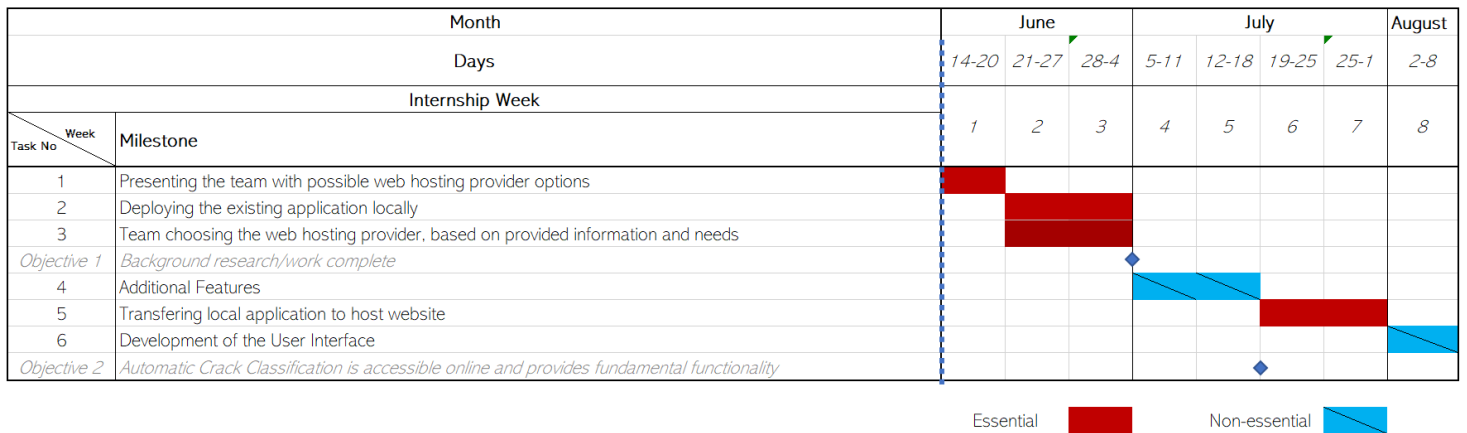 Month June July August
Days 14-20 21-27 28-4 5-11 12-18 19-25 25-1 2-8
Internship Week
Week
Task No Milestone 1 2 3 4 5 6 7 8
1 Presenting the team with possible web hosting provider options
2 Deploying the existing application locally
3 Team choosing the web hosting provider, based on provided information and needs
Objective 1 Background research/work complete
4 Additional Features
5 Transfering local application to host website
6 Development of the User Interface
Objective 2 Automatic Crack Classification is accessible online and provides fundamental functionality
Essential Non-essential